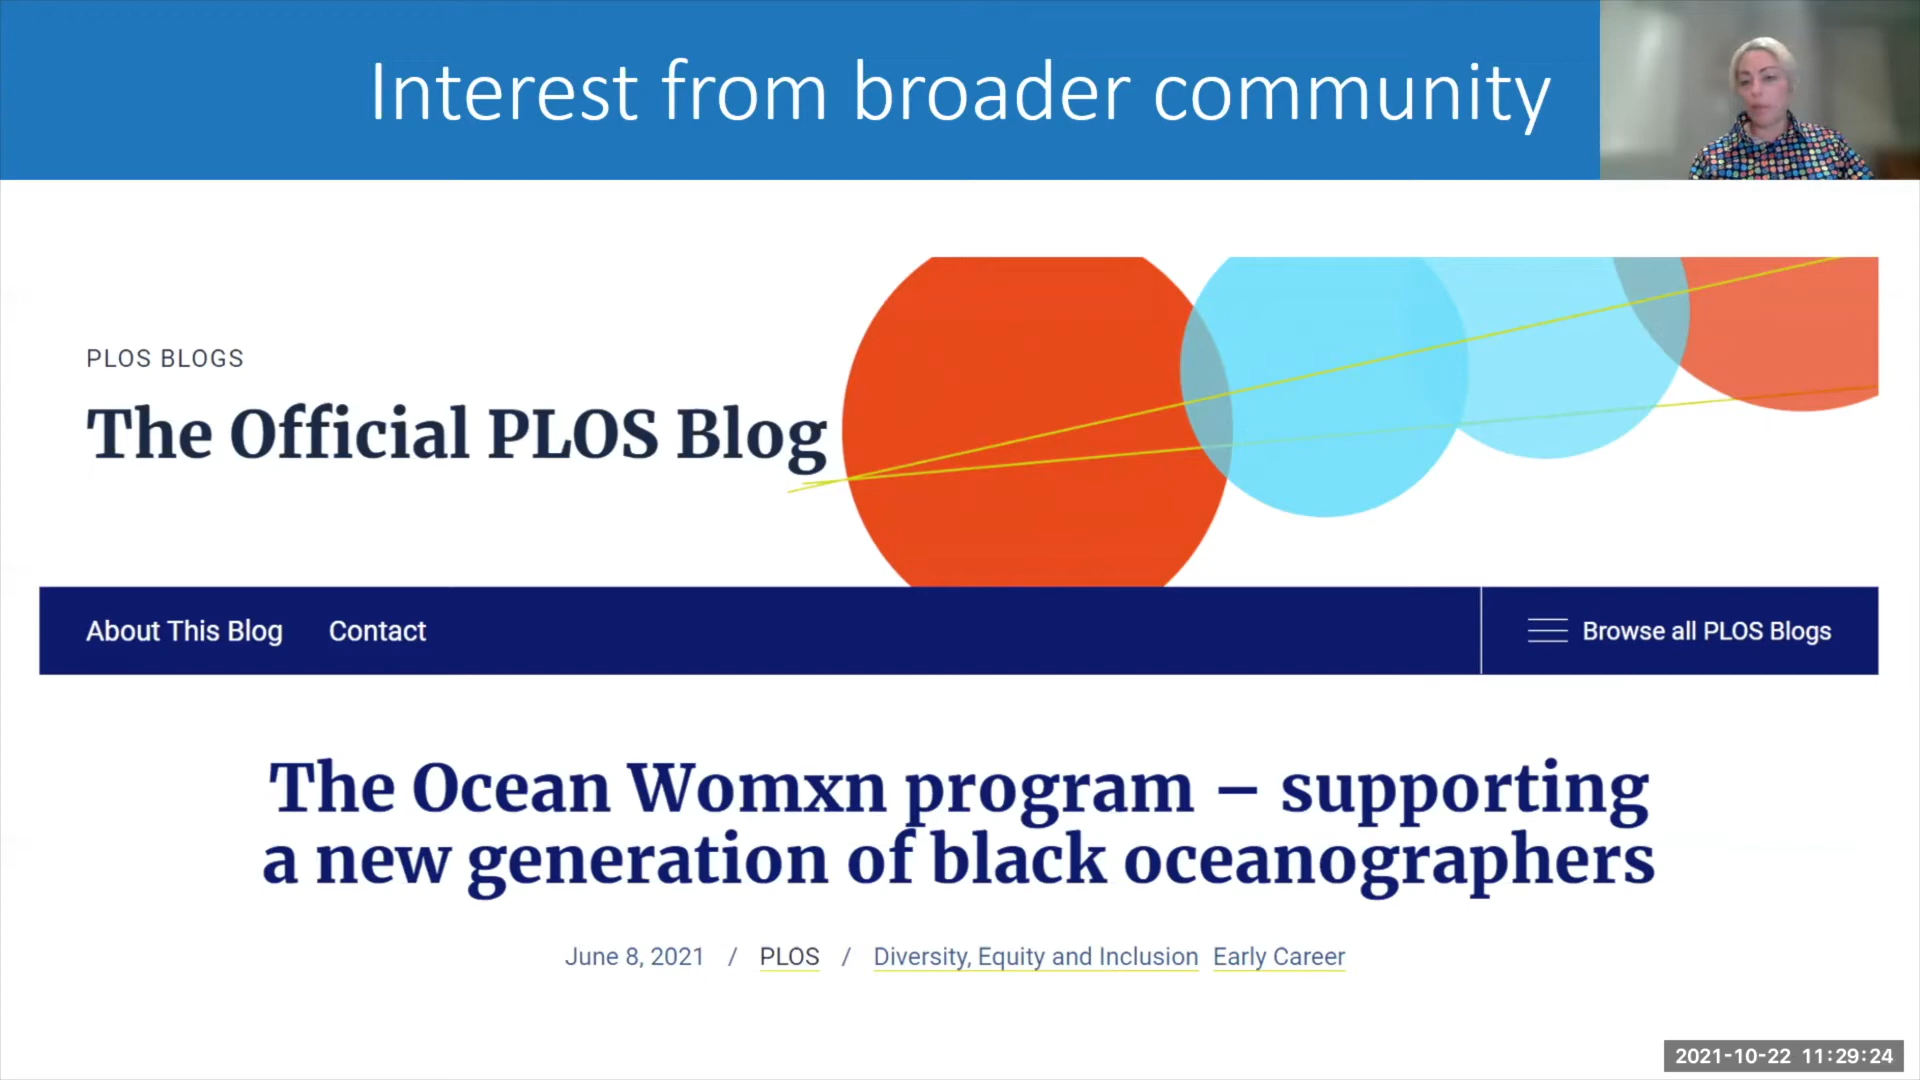 Interest from broader community
PLOS BLOGS
The Official PLOS Blog
About This Blog Contact Browse all PLOS Blogs
The Ocean Womxn program – supporting
a new generation of black oceanographers
June 8, 2021 / PLOS / Diversity, Equity and Inclusion Early Career
2021-10-22 11:29:24